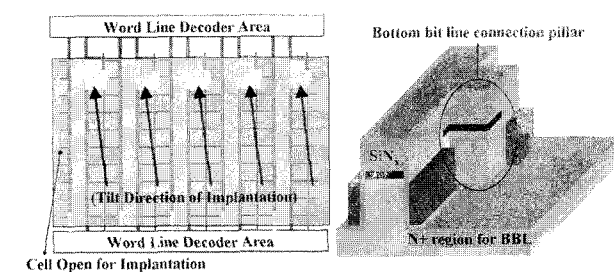 Word Line Decoder Area
(Tilt Direction of Implantation)
Word Line Decoder Area
Cell Open for Implantation
Bottom bit line connection pillar
SiNx
N+ region for BBL